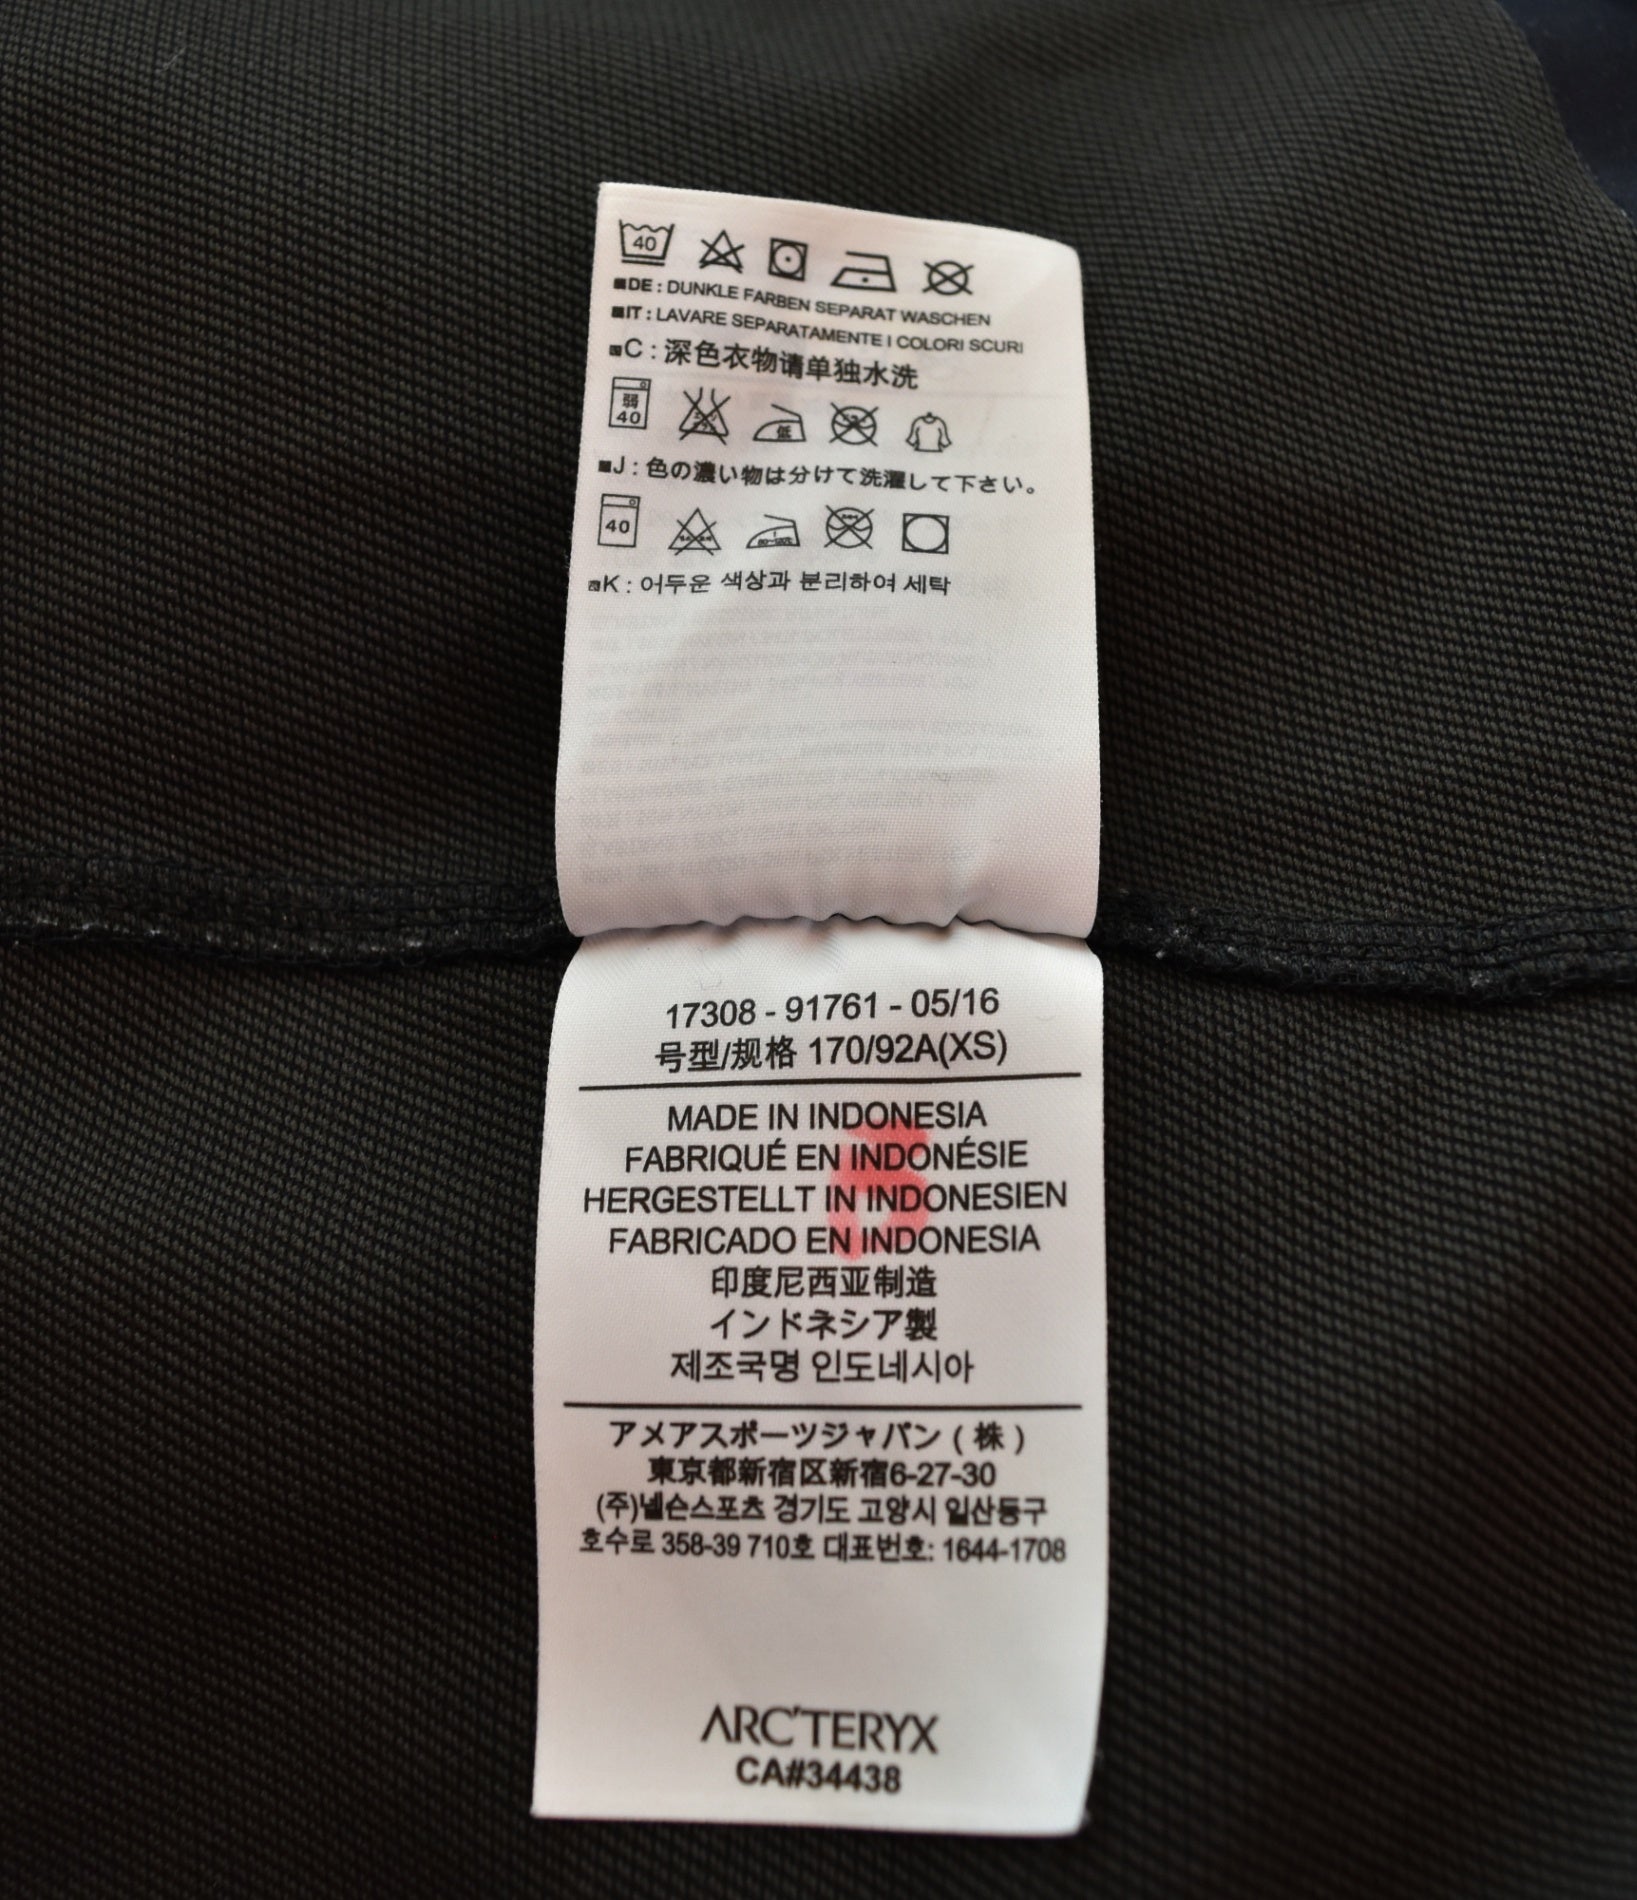 40
DE : DUNKLE FARBEN SEPARAT WASCHEN
IT : LAVARE SEPARATAMENTE I COLORI SCURI
C : 深色衣物请单独水洗
弱 40 低
J : 色の濃い物は分けて洗濯して下さい。
40 80~120℃
K : 어두운 색상과 분리하여 세탁
17308 - 91761 - 05/16
号型/规格 170/92A(XS)
MADE IN INDONESIA
FABRIQUÉ EN INDONÉSIE
HERGESTELLT IN INDONESIEN
FABRICADO EN INDONESIA
印度尼西亚制造
インドネシア製
제조국명 인도네시아
アメアスポーツジャパン ( 株 )
東京都新宿区新宿6-27-30
(주)넬슨스포츠 경기도 고양시 일산동구
호수로 358-39 710호 대표번호: 1644-1708
ARC'TERYX
CA#34438